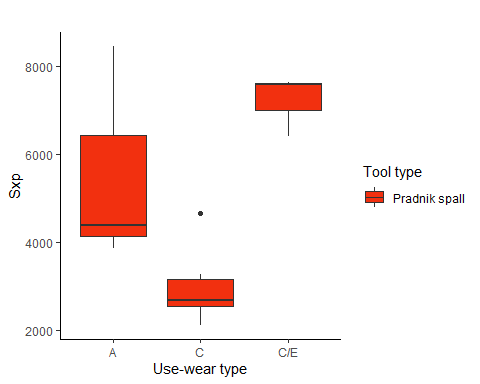 8000
6000
4000
2000
Sxp
A C C/E
Use-wear type
Tool type
Pradnik spall